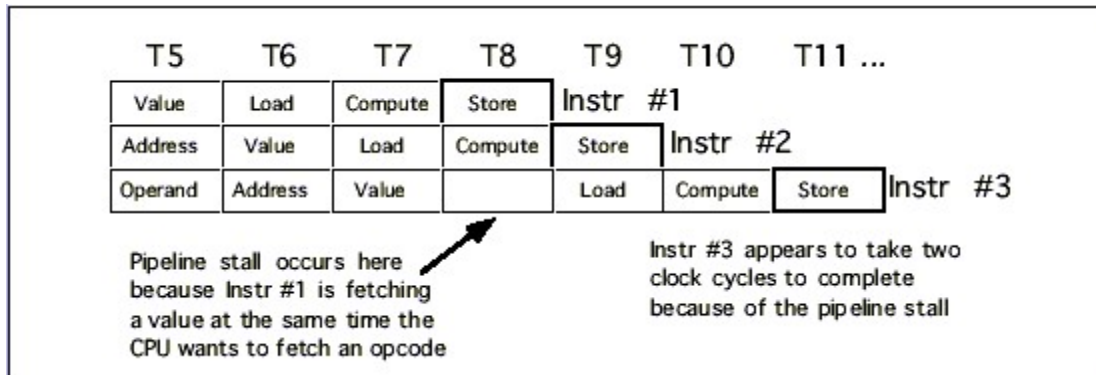 T5 T6 T7 T8 T9 T10 T11 ...
Value Load Compute Store Instr #1
Address Value Load Compute Store Instr #2
Operand Address Value Load Compute Store Instr #3
Pipeline stall occurs here
because Instr #1 is fetching
a value at the same time the
CPU wants to fetch an opcode
Instr #3 appears to take two
clock cycles to complete
because of the pipeline stall